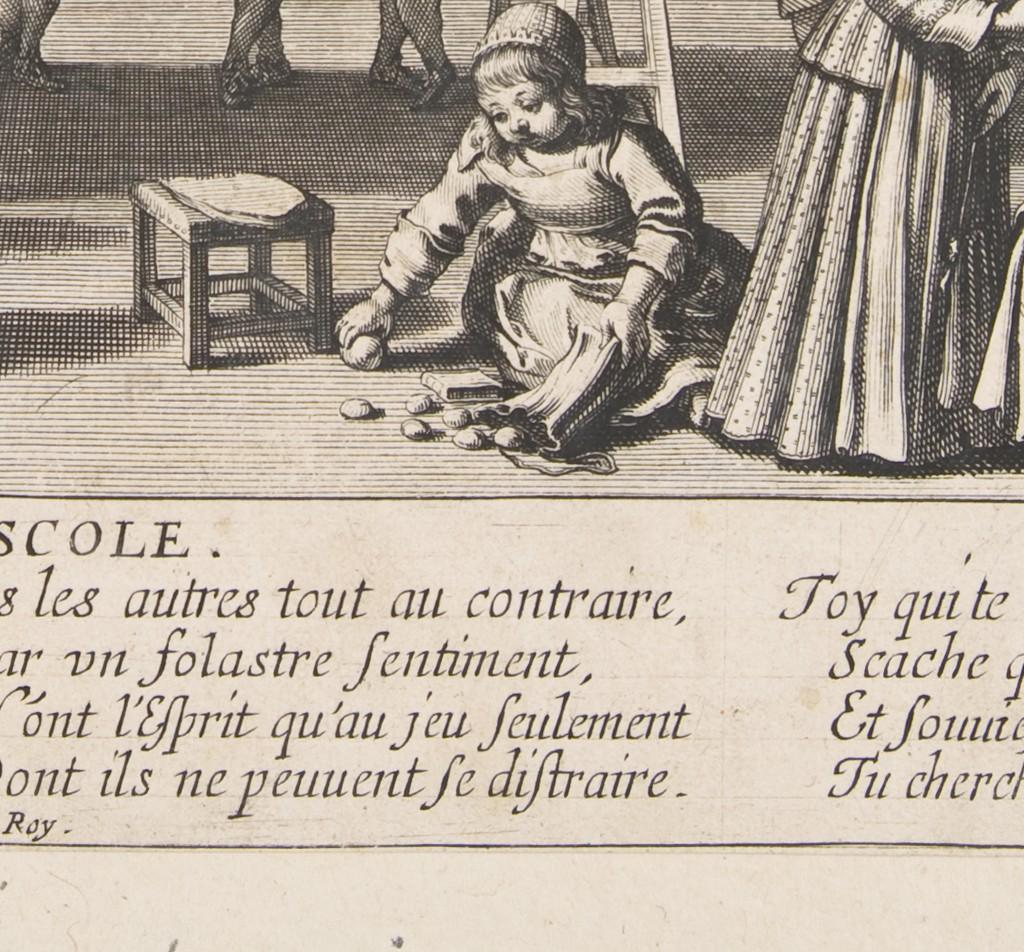 SCOLE.
s les autres tout au contraire,
ar vn folastre ſentiment,
ſ'ont l'Eſprit qu'au jeu ſeulement
Dont ils ne peuuent ſe diſtraire.
Roy.
Toy qui te
Scache q
Et ſouuie
Tu cherch